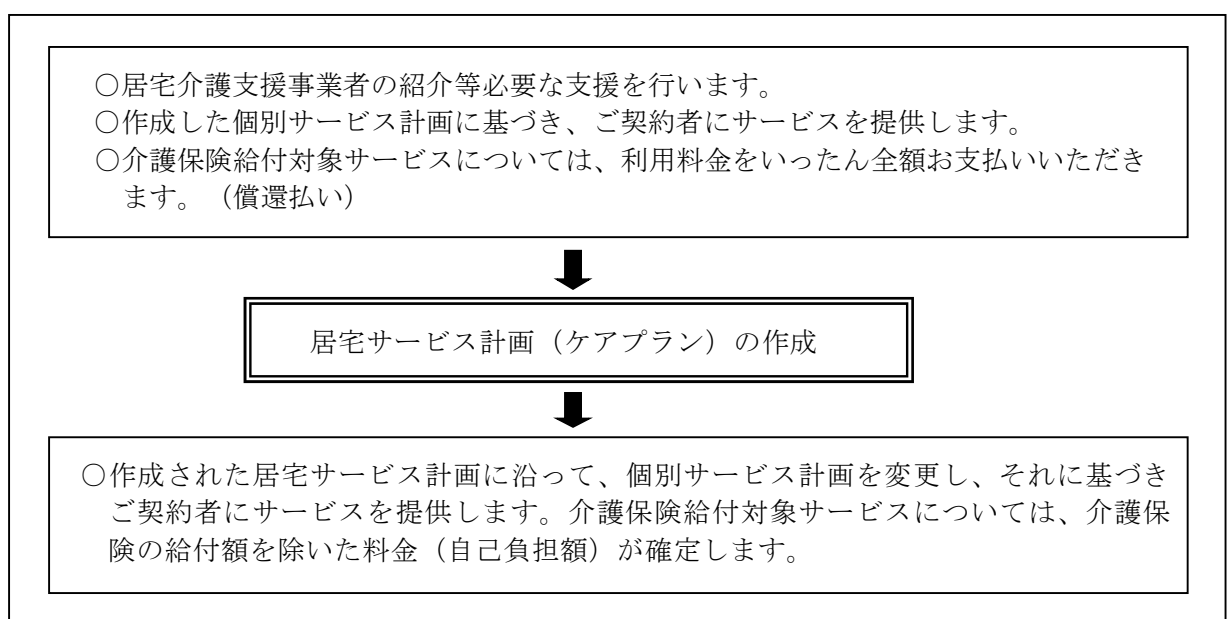 ○居宅介護支援事業者の紹介等必要な支援を行います。
○作成した個別サービス計画に基づき、ご契約者にサービスを提供します。
○介護保険給付対象サービスについては、利用料金をいったん全額お支払いいただき
ます。（償還払い）
居宅サービス計画（ケアプラン）の作成
○作成された居宅サービス計画に沿って、個別サービス計画を変更し、それに基づき
ご契約者にサービスを提供します。介護保険給付対象サービスについては、介護保
険の給付額を除いた料金（自己負担額）が確定します。